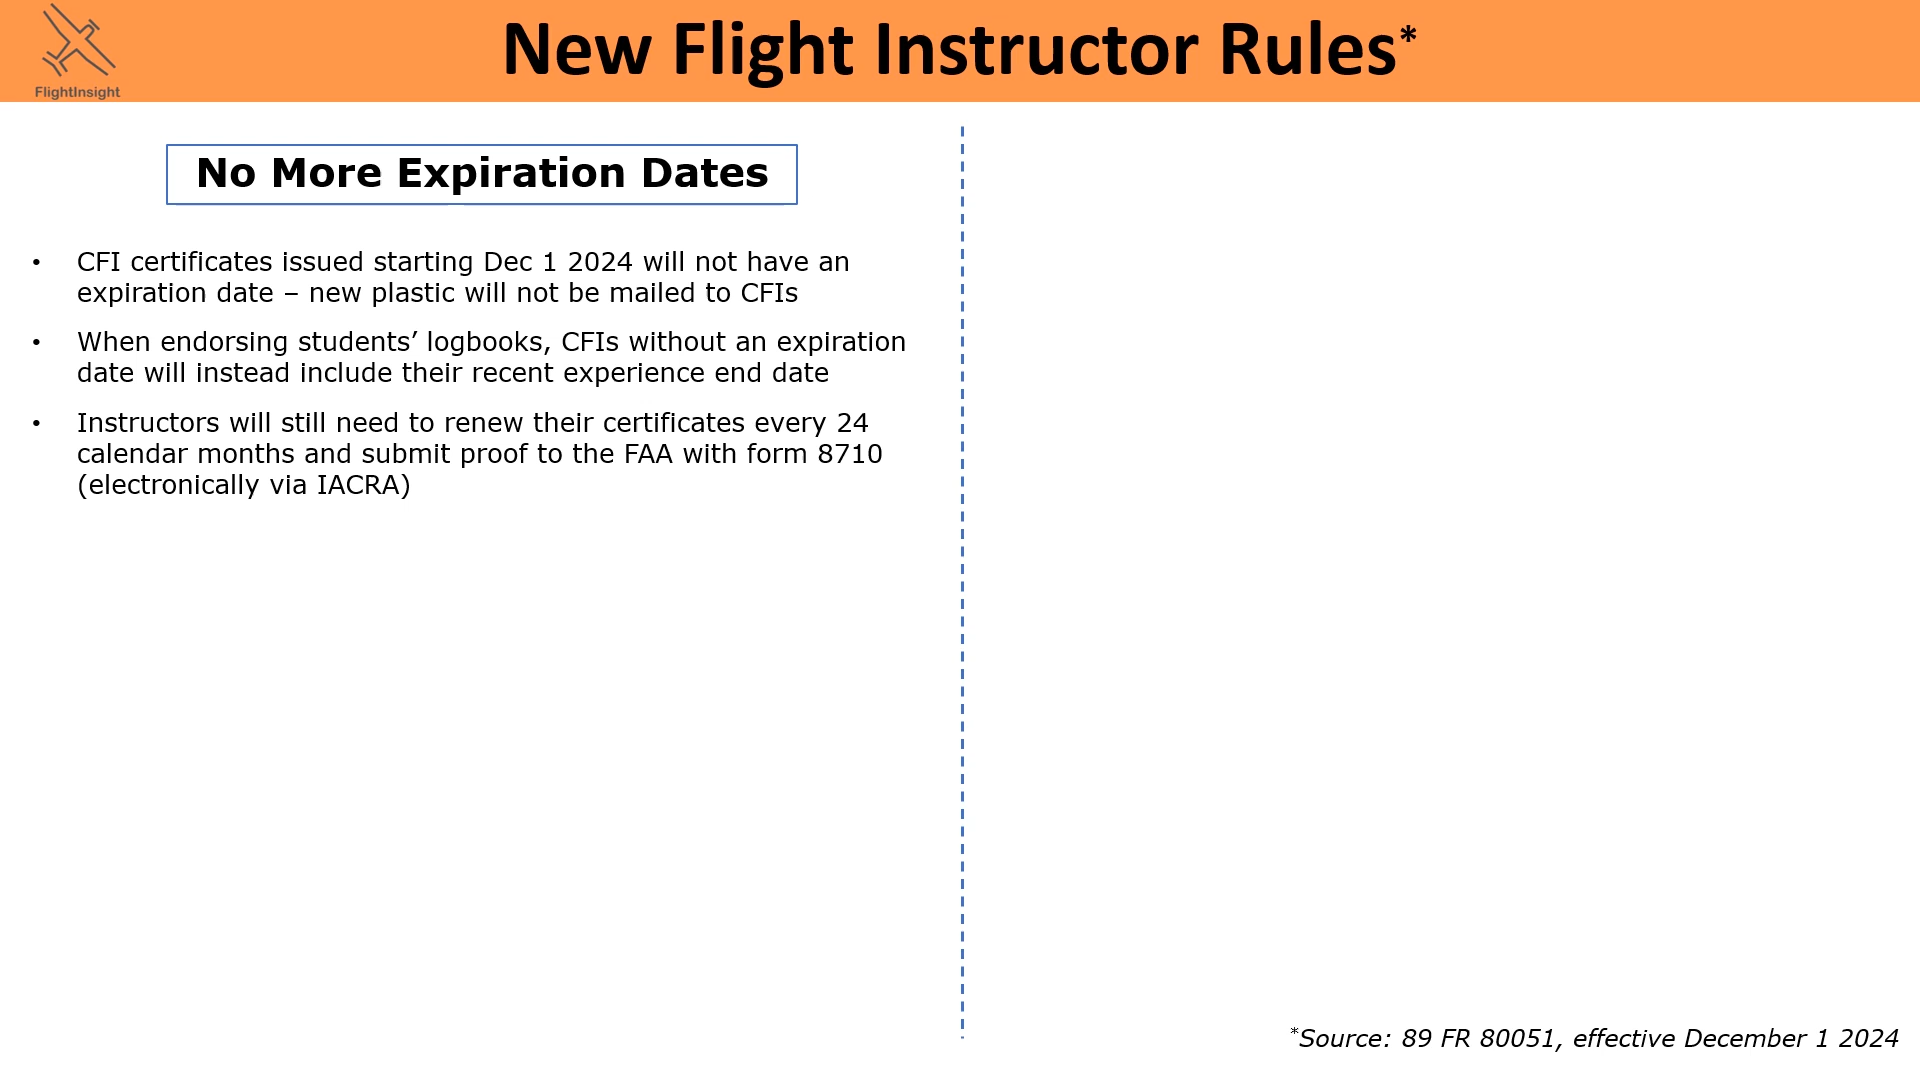 New Flight Instructor Rules*
FlightInsight
No More Expiration Dates
• CFI certificates issued starting Dec 1 2024 will not have an
expiration date – new plastic will not be mailed to CFIs
• When endorsing students’ logbooks, CFIs without an expiration
date will instead include their recent experience end date
• Instructors will still need to renew their certificates every 24
calendar months and submit proof to the FAA with form 8710
(electronically via IACRA)
*Source: 89 FR 80051, effective December 1 2024